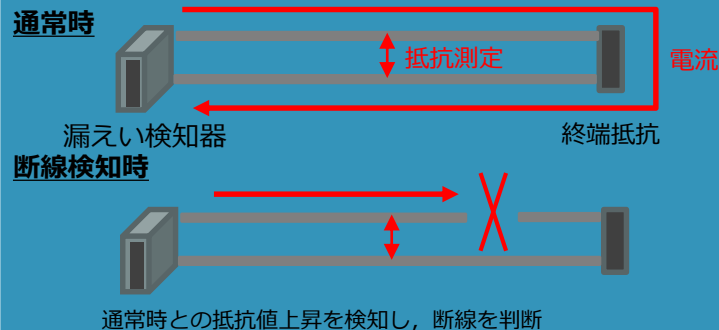 通常時
抵抗測定
電流
漏えい検知器
終端抵抗
断線検知時
通常時との抵抗値上昇を検知し，断線を判断